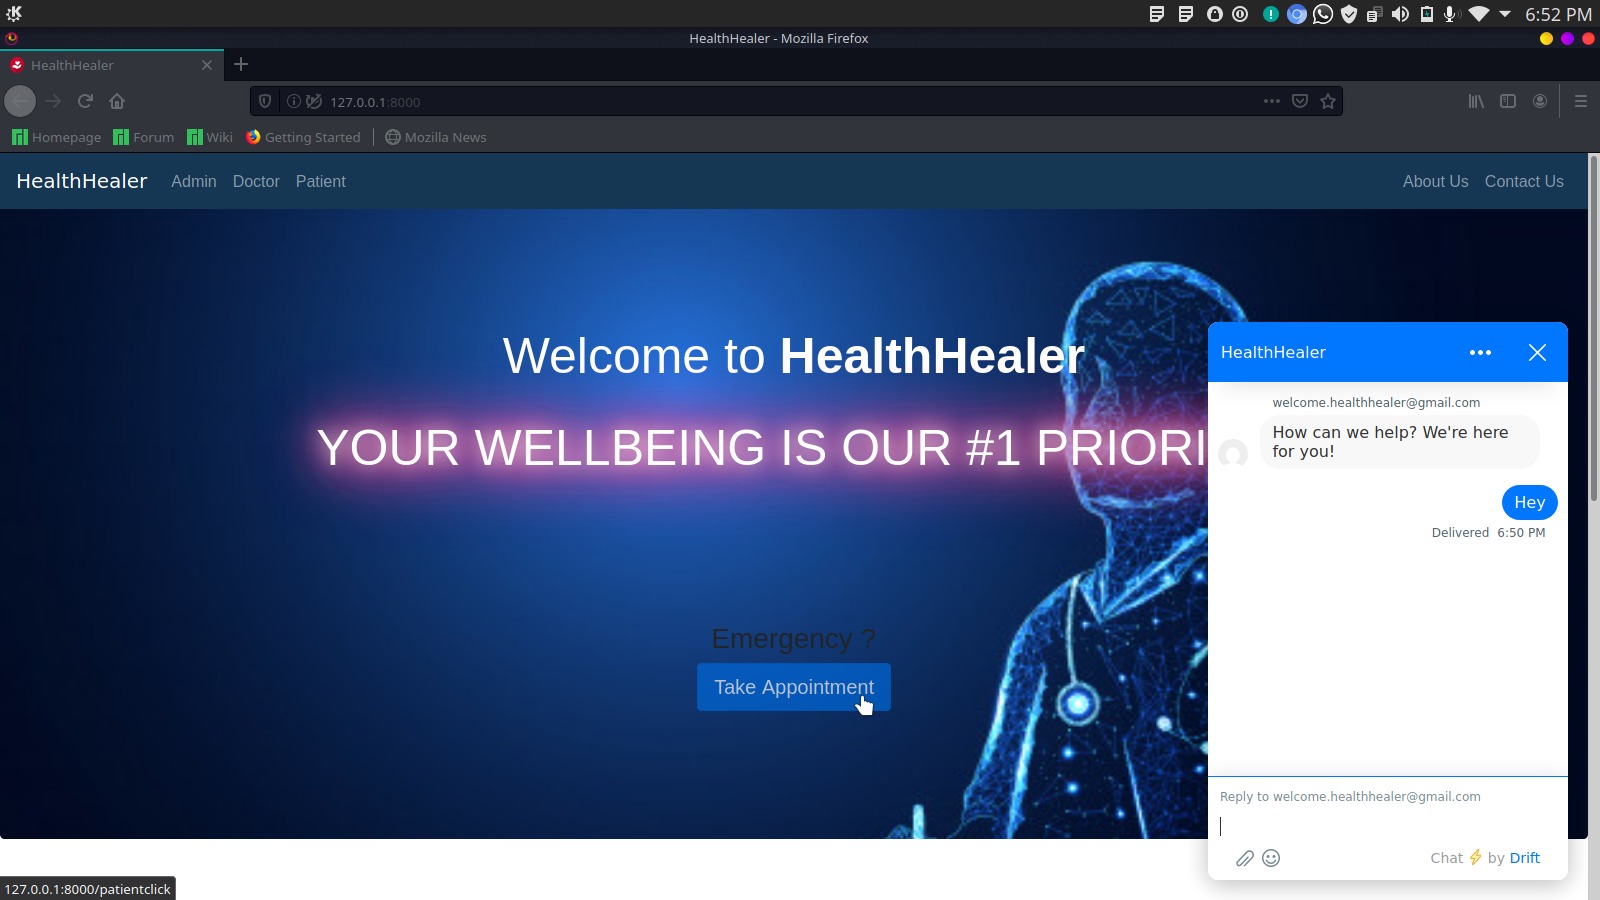 6:52 PM
HealthHealer - Mozilla Firefox
HealthHealer
127.0.0.1:8000
Homepage Forum Wiki Getting Started Mozilla News
HealthHealer Admin Doctor Patient About Us Contact Us
Welcome to HealthHealer
YOUR WELLBEING IS OUR #1 PRIORI
Emergency ?
Take Appointment
HealthHealer
welcome.healthhealer@gmail.com
How can we help? We're here
for you!
Hey
Delivered 6:50 PM
Reply to welcome.healthhealer@gmail.com
Chat ⚡ by Drift
127.0.0.1:8000/patientclick